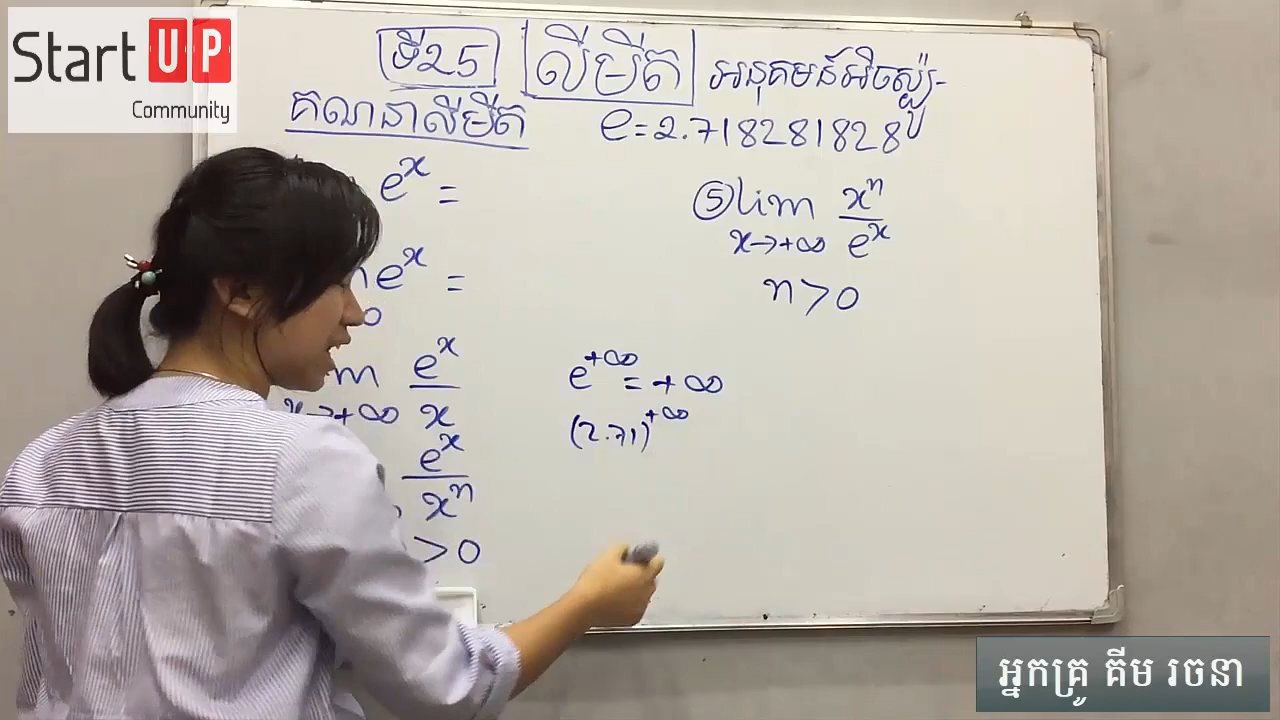 Start UP
Community
ទី25 លីមីត អនុគមន៍អិចស្ប៉ូ-
គណនាលីមីត
e=2.718281828
e^x =
e^x =
e^x / x
x→+∞
e^x / x^n
>0
⑤ lim x^n / e^x
x→+∞
n>0
e^+∞ = +∞
(2.71)^+∞
អ្នកគ្រូ គីម រចនា